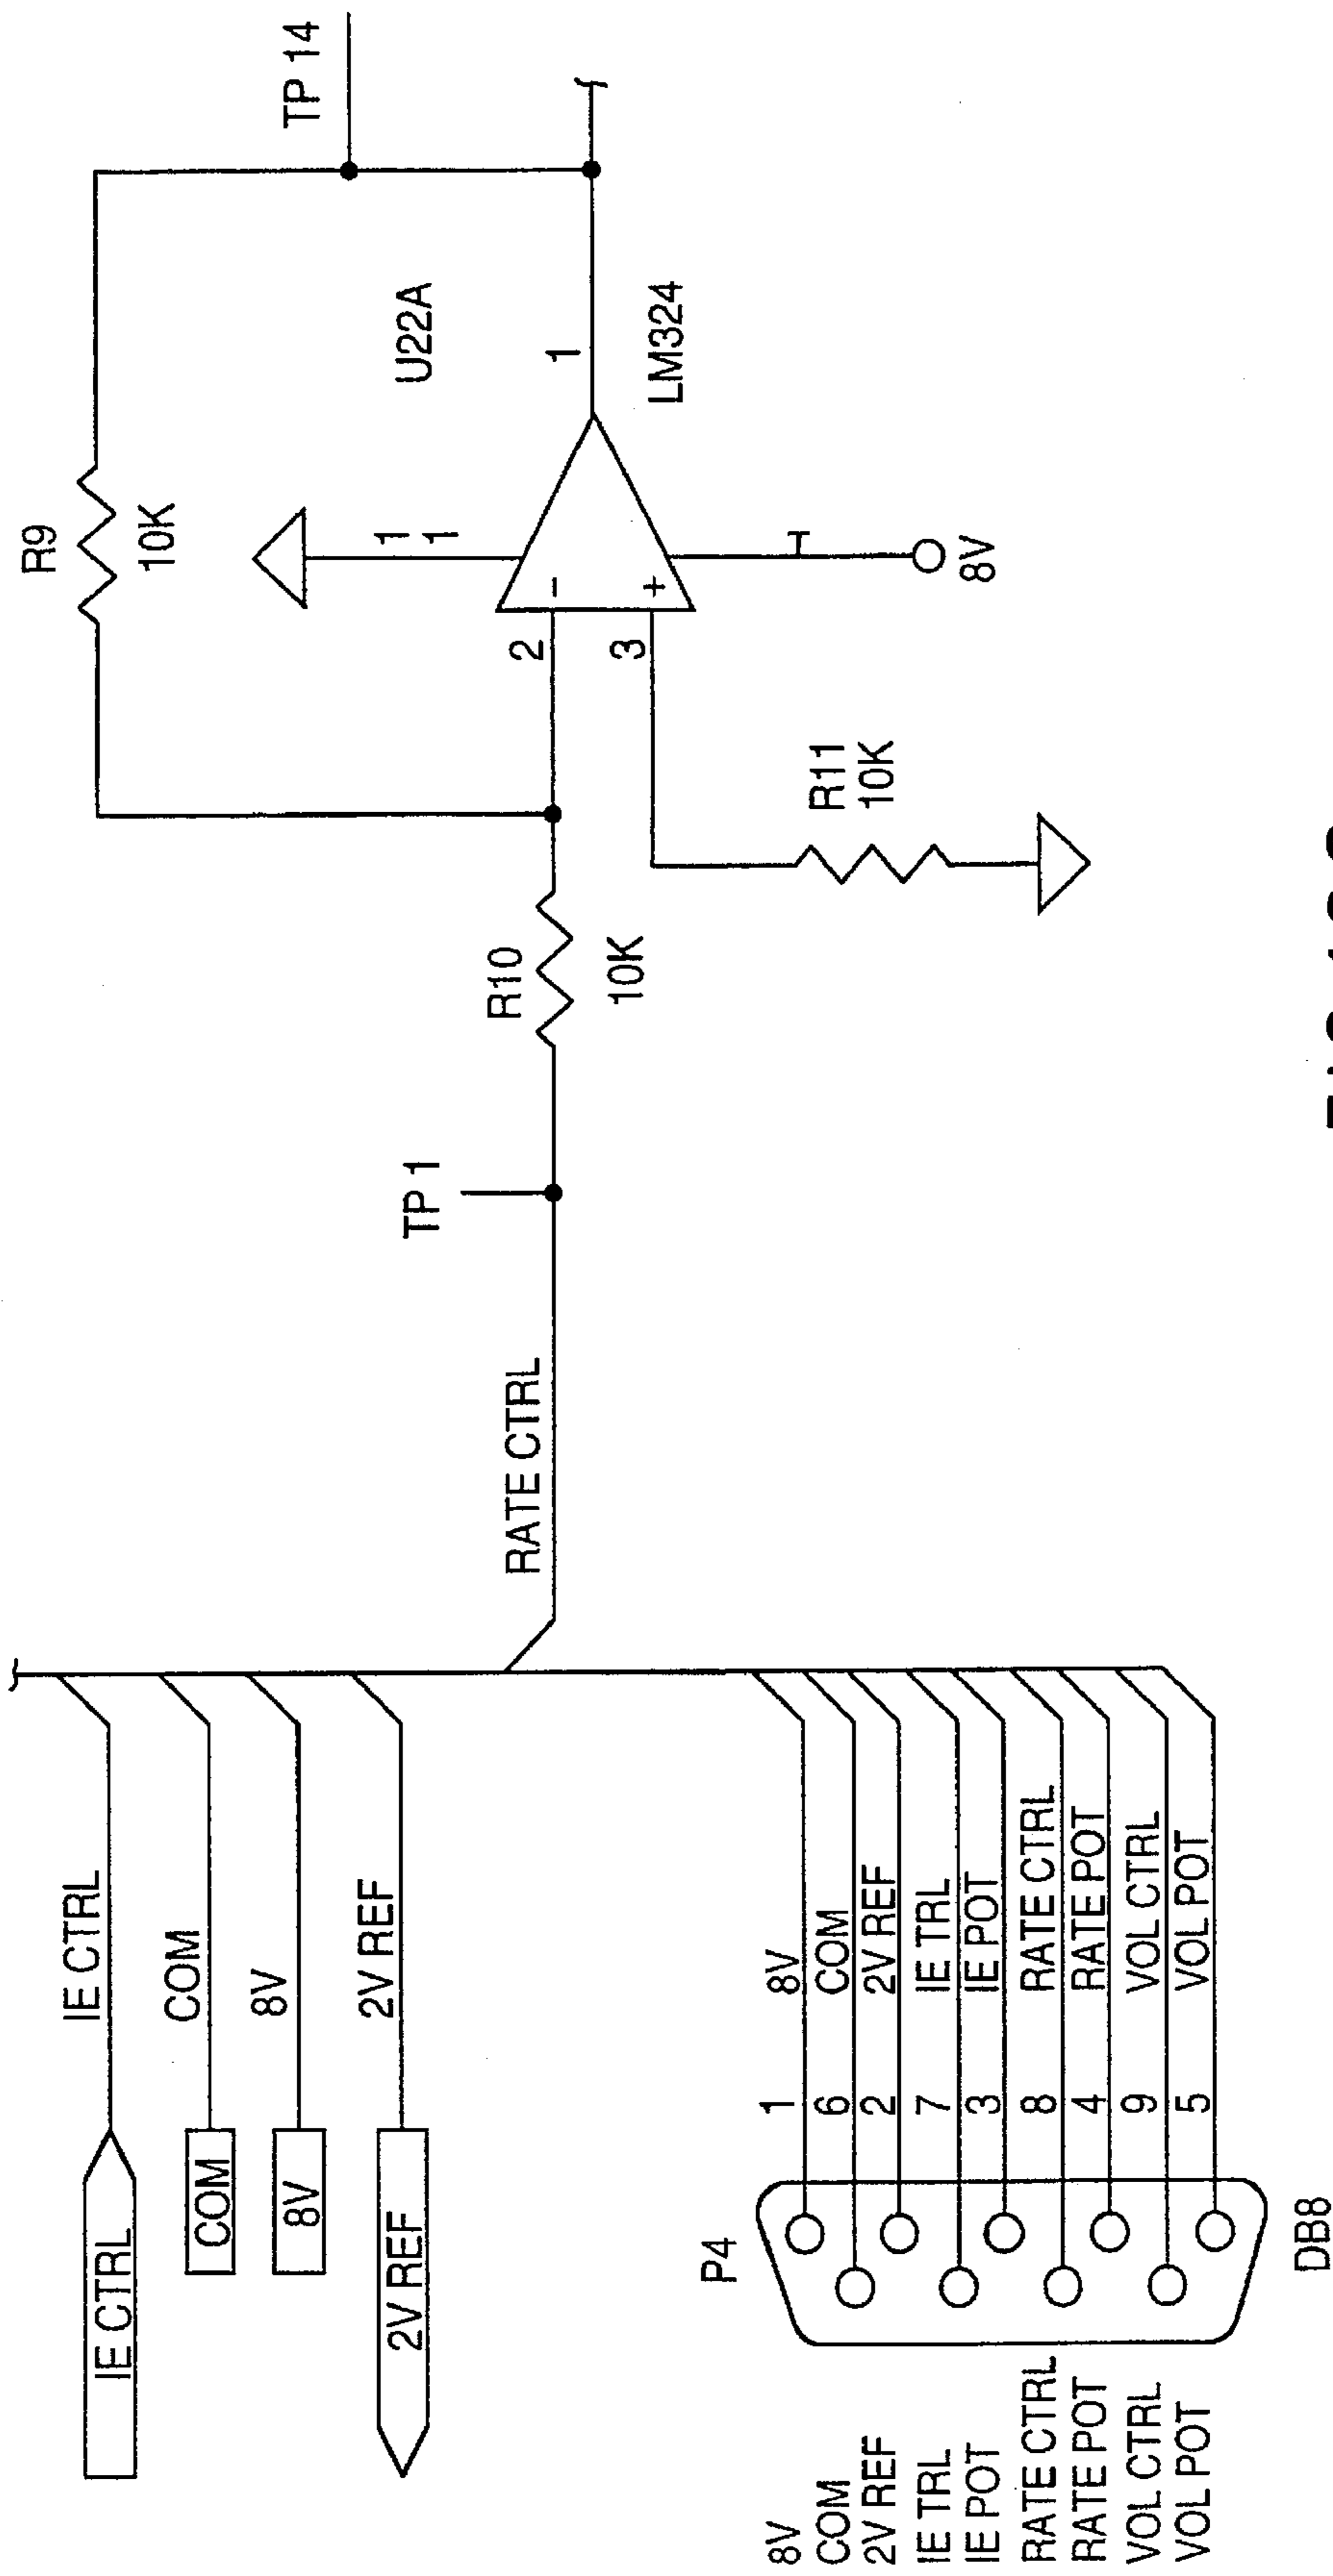 IE CTRL
IE CTRL
COM
COM
8V
8V
2V REF
2V REF
RATE CTRL
TP 1
R10
10K
R9
10K
TP 14
U22A
LM324
1
11
2
3
-
+
8V
R11
10K
P4
DB8
8V
1
8V
COM
6
COM
2V REF
2
2V REF
IE TRL
7
IE TRL
IE POT
3
IE POT
RATE CTRL
8
RATE CTRL
RATE POT
4
RATE POT
VOL CTRL
9
VOL CTRL
VOL POT
5
VOL POT